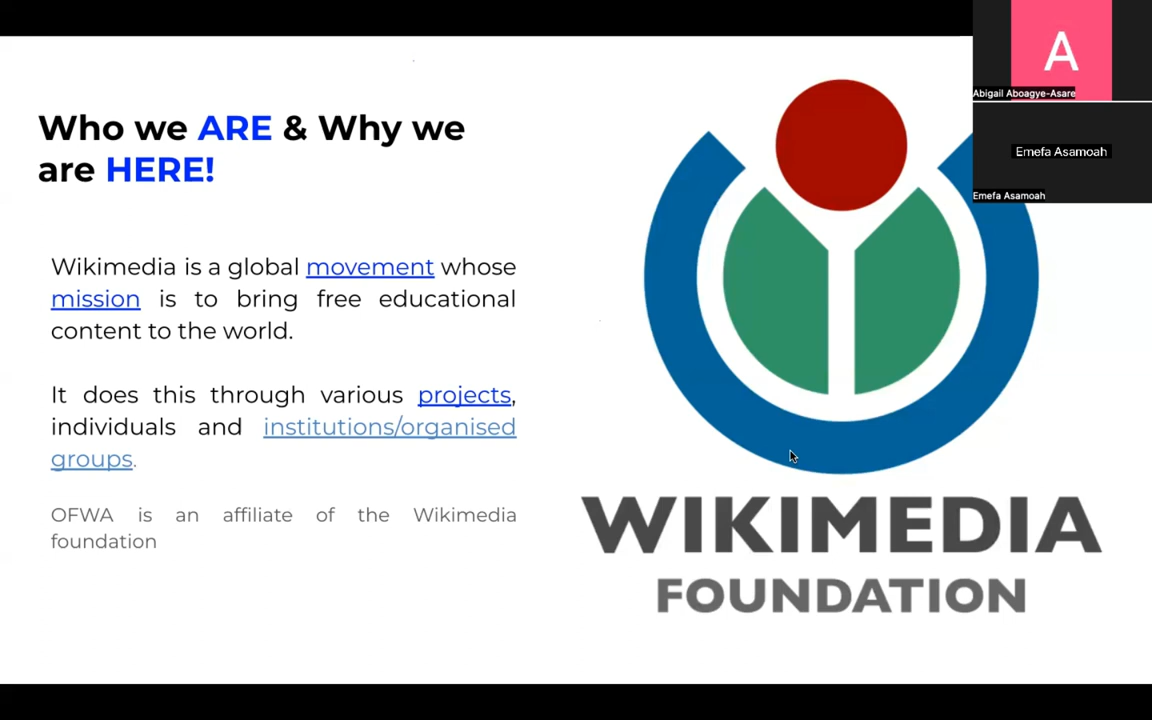 Who we ARE & Why we
are HERE!
Wikimedia is a global movement whose
mission is to bring free educational
content to the world.
It does this through various projects,
individuals and institutions/organised
groups.
OFWA is an affiliate of the Wikimedia
foundation
WIKIMEDIA
FOUNDATION
A
Abigail Aboagye-Asare
Emefa Asamoah
Emefa Asamoah